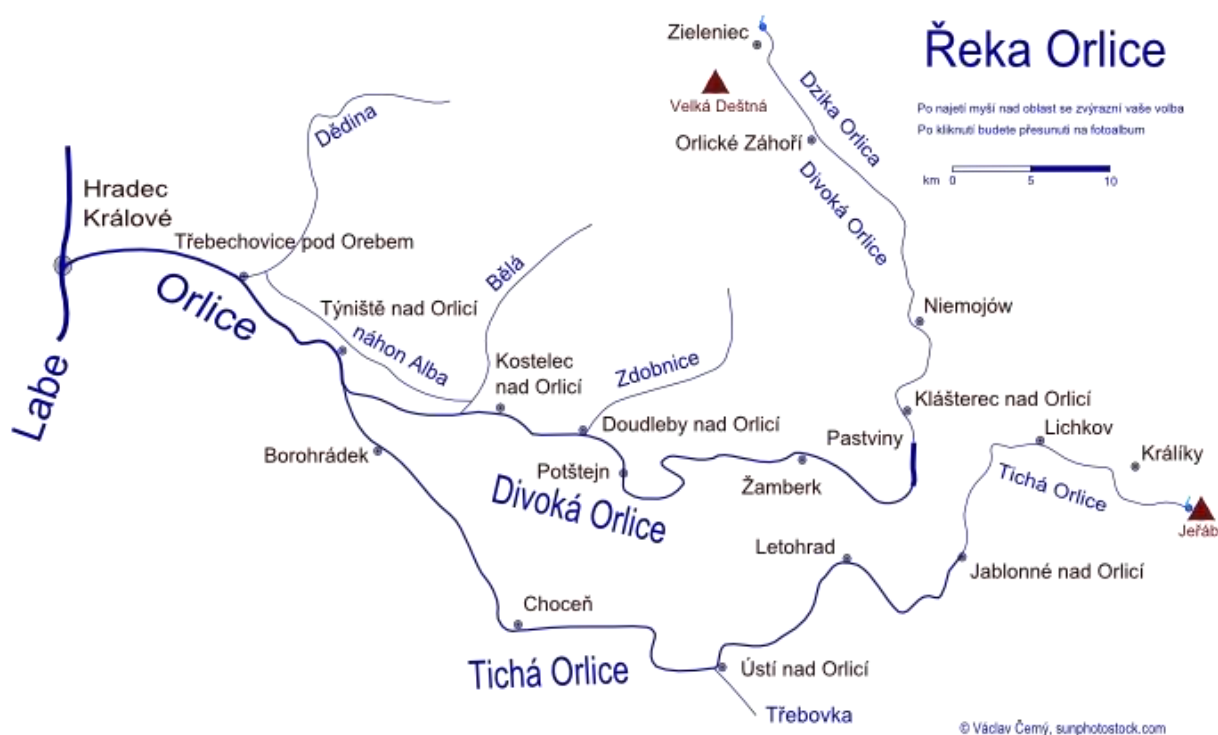 Řeka Orlice
Po najetí myší nad oblast se zvýrazní vaše volba
Po kliknutí budete přesunuti na fotoalbum
km 0 5 10
Zieleniec
Velká Deštná
Dzika Orlica
Orlické Záhoří
Divoká Orlice
Dědina
Hradec
Králové
Třebechovice pod Orebem
Orlice
Labe
Týniště nad Orlicí
náhon Alba
Bělá
Kostelec
nad Orlicí
Zdobnice
Niemojów
Klášterec nad Orlicí
Doudleby nad Orlicí
Pastviny
Lichkov
Králíky
Tichá Orlice
Jeřáb
Borohrádek
Potštejn
Žamberk
Divoká Orlice
Letohrad
Jablonné nad Orlicí
Choceň
Tichá Orlice
Ústí nad Orlicí
Třebovka
© Václav Černý, sunphotostock.com